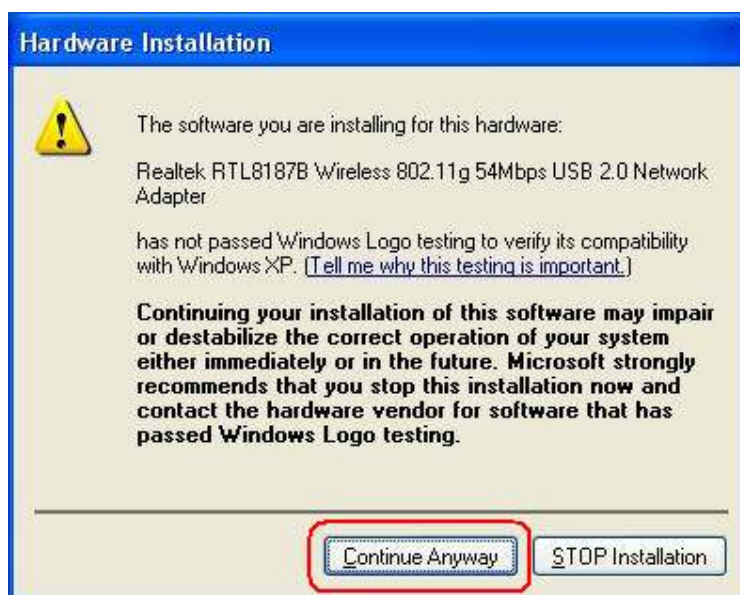 Hardware Installation
The software you are installing for this hardware:
Realtek RTL8187B Wireless 802.11g 54Mbps USB 2.0 Network
Adapter
has not passed Windows Logo testing to verify its compatibility
with Windows XP. (Tell me why this testing is important.)
Continuing your installation of this software may impair
or destabilize the correct operation of your system
either immediately or in the future. Microsoft strongly
recommends that you stop this installation now and
contact the hardware vendor for software that has
passed Windows Logo testing.
Continue Anyway
STOP Installation